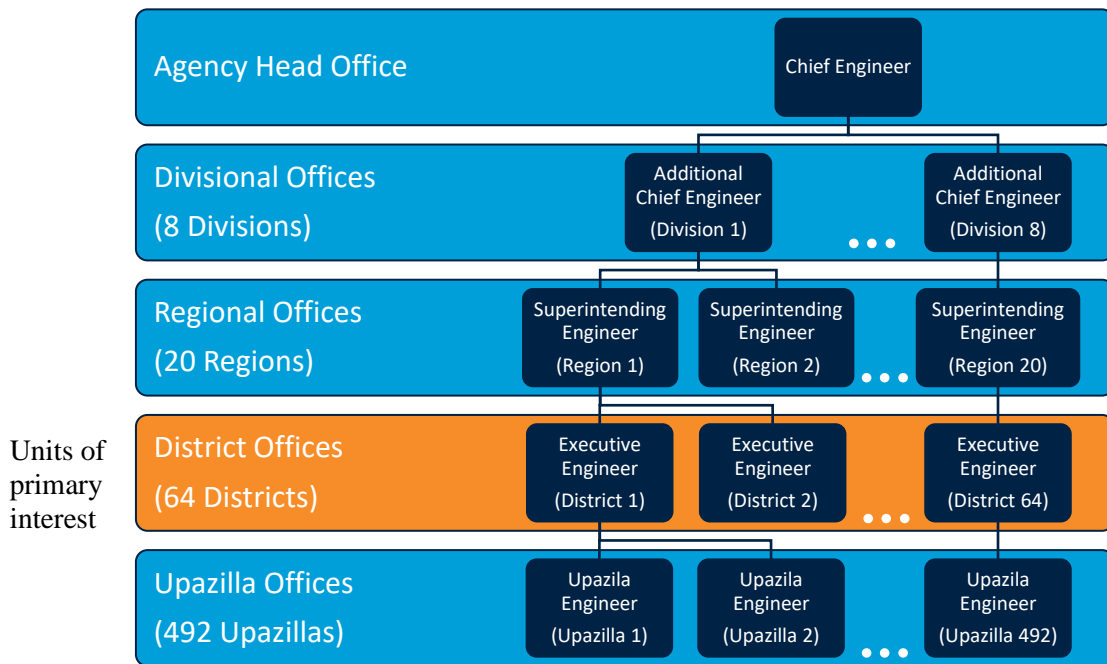 Agency Head Office
Chief Engineer
Divisional Offices
(8 Divisions)
Additional
Chief Engineer
(Division 1)
Additional
Chief Engineer
(Division 8)
Regional Offices
(20 Regions)
Superintending
Engineer
(Region 1)
Superintending
Engineer
(Region 2)
Superintending
Engineer
(Region 20)
Units of
primary
interest
District Offices
(64 Districts)
Executive
Engineer
(District 1)
Executive
Engineer
(District 2)
Executive
Engineer
(District 64)
Upazilla Offices
(492 Upazillas)
Upazila
Engineer
(Upazilla 1)
Upazila
Engineer
(Upazilla 2)
Upazila
Engineer
(Upazilla 492)